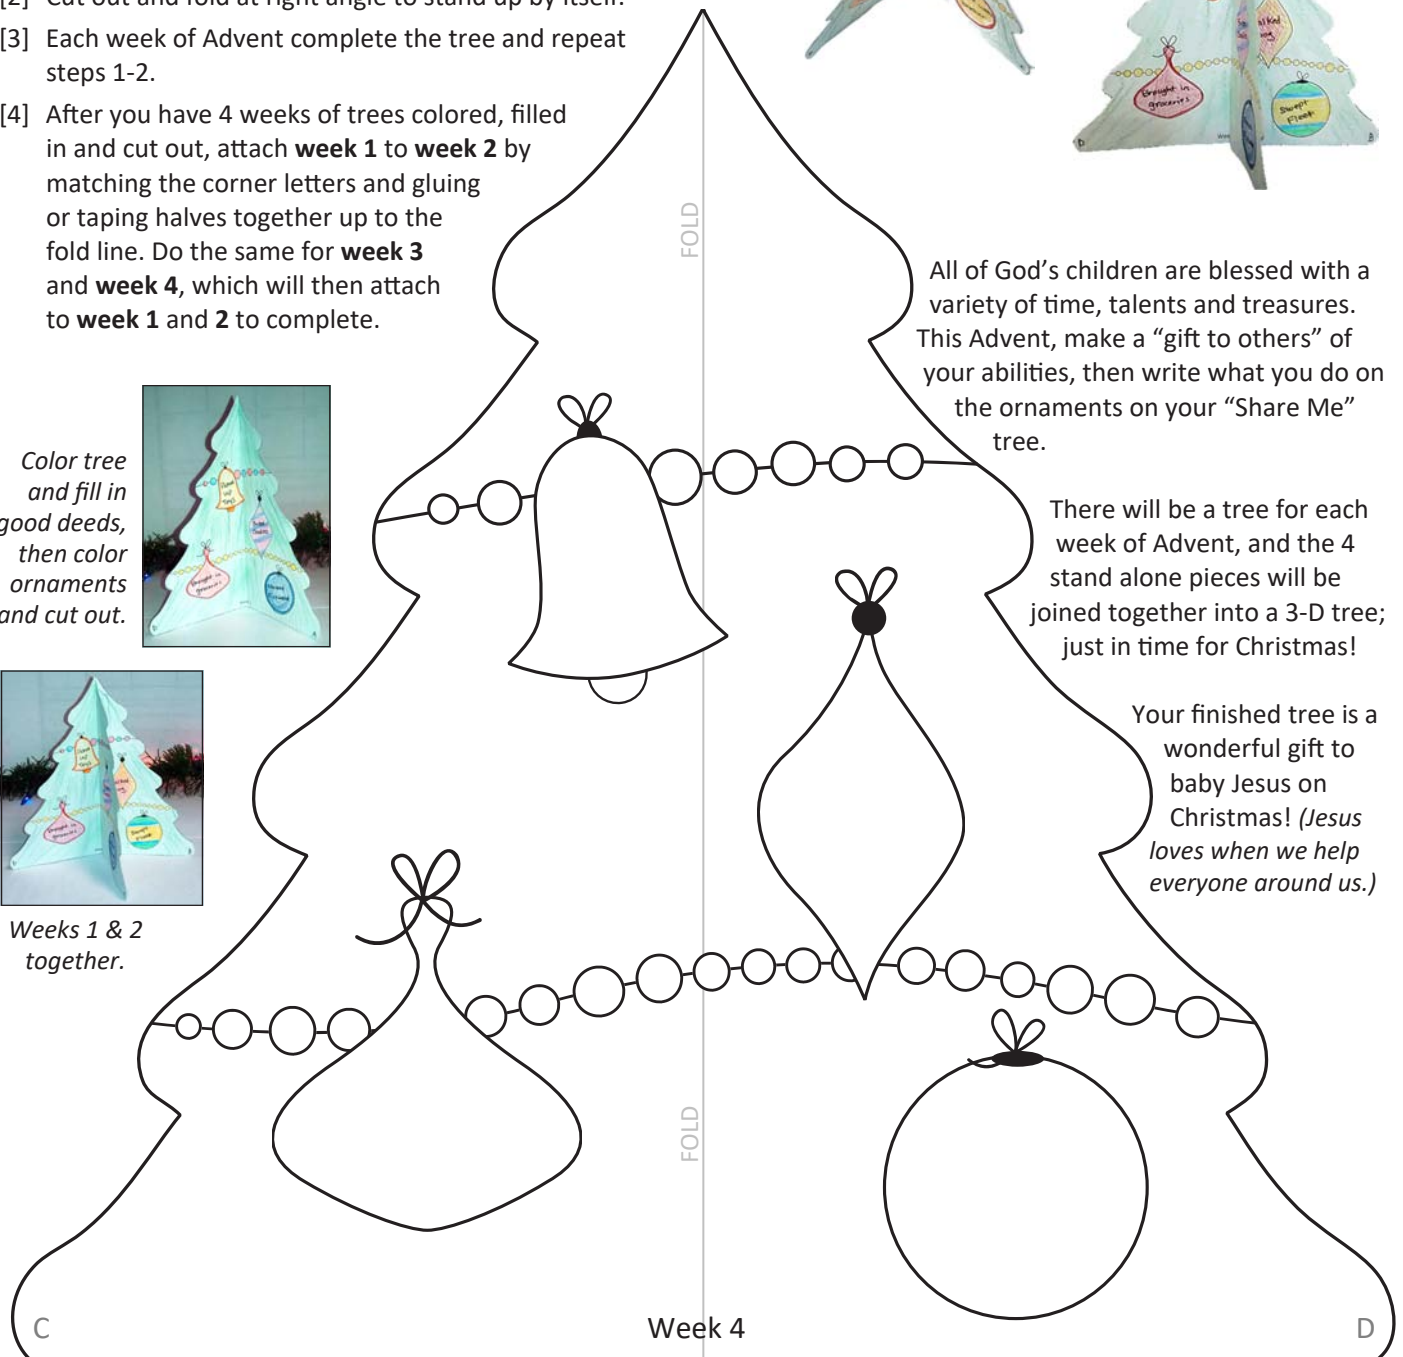 [2] Cut out and fold at right angle to stand up by itself.
[3] Each week of Advent complete the tree and repeat
steps 1-2.
[4] After you have 4 weeks of trees colored, filled
in and cut out, attach week 1 to week 2 by
matching the corner letters and gluing
or taping halves together up to the
fold line. Do the same for week 3
and week 4, which will then attach
to week 1 and 2 to complete.
Brought in
groceries
Swept
Floor
FOLD
All of God’s children are blessed with a
variety of time, talents and treasures.
This Advent, make a “gift to others” of
your abilities, then write what you do on
the ornaments on your “Share Me”
tree.
Color tree
and fill in
good deeds,
then color
ornaments
and cut out.
There will be a tree for each
week of Advent, and the 4
stand alone pieces will be
joined together into a 3-D tree;
just in time for Christmas!
Your finished tree is a
wonderful gift to
baby Jesus on
Christmas! (Jesus
loves when we help
everyone around us.)
Weeks 1 & 2
together.
FOLD
C
Week 4
D